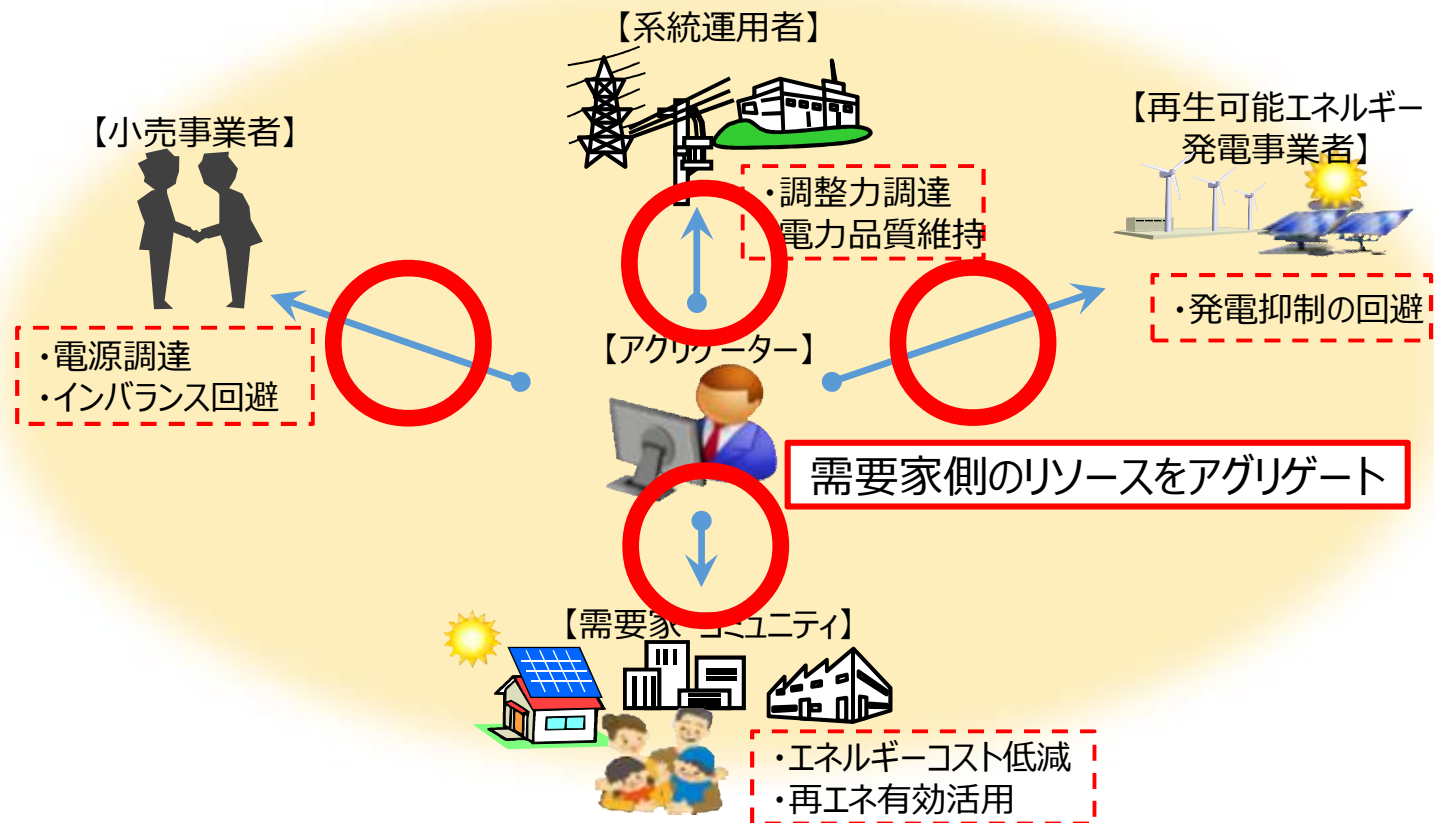 【系統運用者】
【小売事業者】
【再生可能エネルギー
発電事業者】
・調整力調達
電力品質維持
・発電抑制の回避
・電源調達
・インバランス回避
【アグリゲーター】
需要家側のリソースをアグリゲート
【需要家 コミュニティ】
・エネルギーコスト低減
・再エネ有効活用